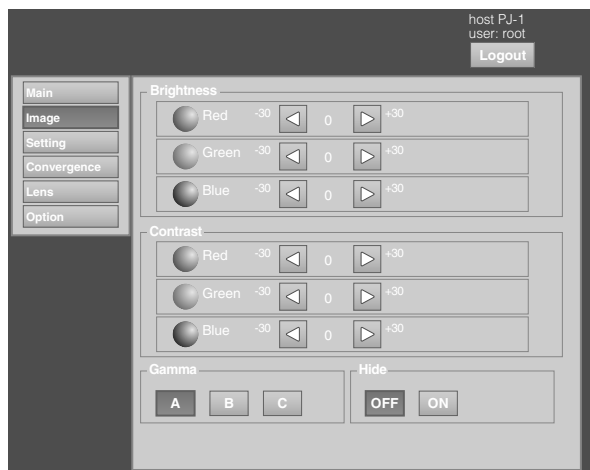 host PJ-1
user: root
Logout
Main
Image
Setting
Convergence
Lens
Option
Brightness
Red -30 0 +30
Green -30 0 +30
Blue -30 0 +30
Contrast
Red -30 0 +30
Green -30 0 +30
Blue -30 0 +30
Gamma
A B C
Hide
OFF ON